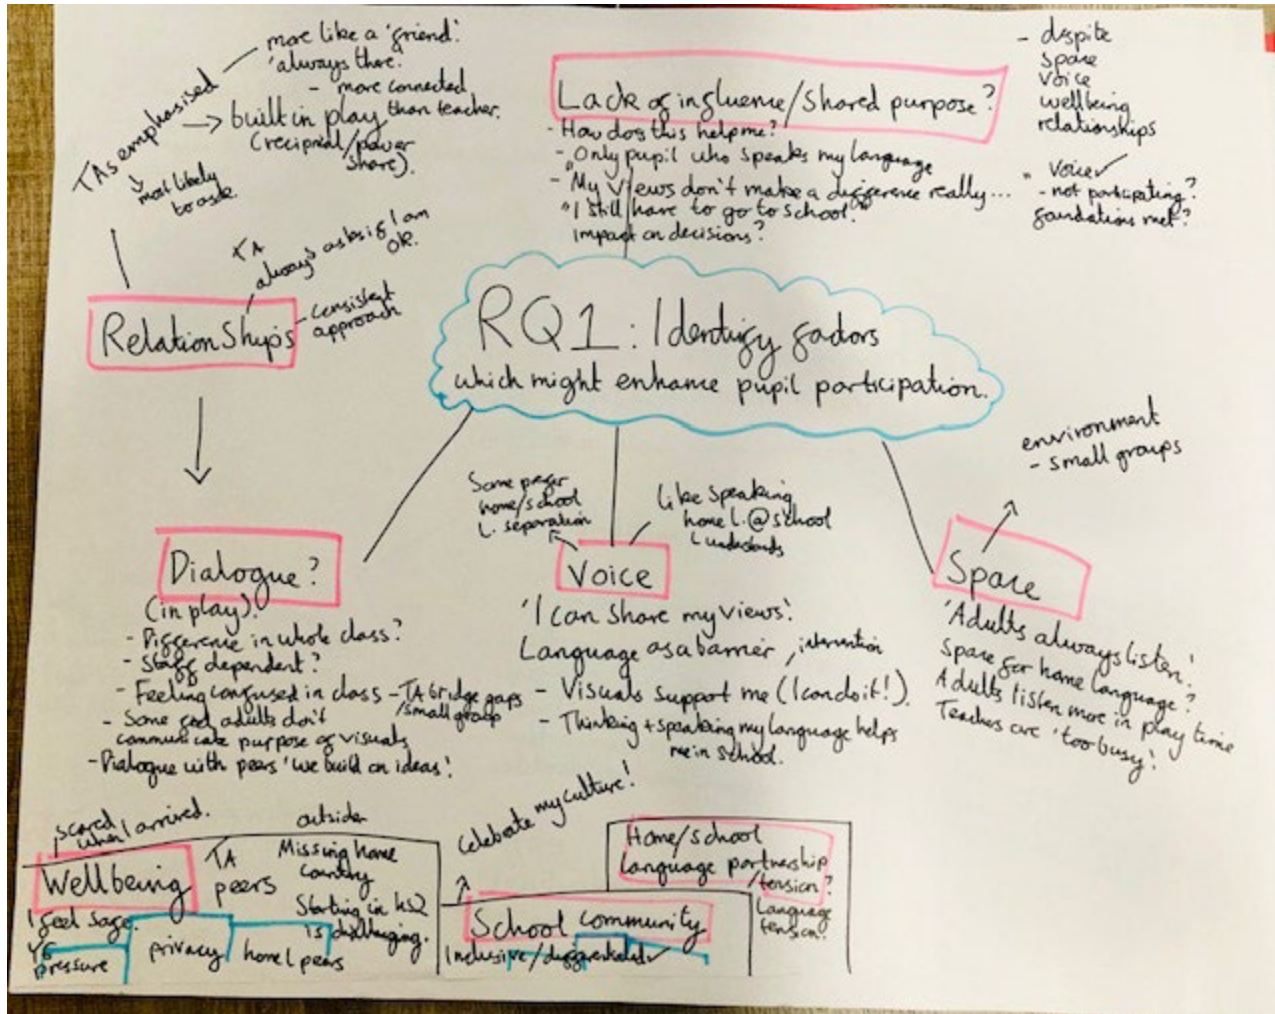 more like a 'friend'.
'always there.'
- more connected
than teacher.
TAs emphasised
→ built in play
(reciprocal/power
share).
most likely
to ask.
TA
always asks if I am
OK.
Relationships
- consistent
approach
Lack of influence/shared purpose?
- How does this help me?
- Only pupil who speaks my language
- "My views don't make a difference really...
"I still have to go to school."
impact on decisions?
- despite
space
voice
wellbeing
relationships
" voice ✓
- not participating?
foundations met?
RQ1: Identify factors
which might enhance pupil participation.
environment
- small groups
Some prefer
home/school
L. separation
like speaking
home L. @ school
understands
Dialogue?
(in play).
- Difference in whole class?
- Staff dependent?
- Feeling confused in class - TA bridge gaps
/small group
- Some feel adults don't
communicate purpose of visuals
- Dialogue with peers 'we build on ideas'.
Voice
'I can share my views'.
Language as a barrier, intervention
- Visuals support me (I can do it!).
- Thinking + speaking my language helps
me in school.
Space
'Adults always listen'.
Space for home language?
Adults listen more in play time
Teachers are 'too busy'.
scared
when I arrived.
Wellbeing
I feel safe.
Y6
pressure
TA
peers
privacy
outsider
Missing home
country
Starting in ks2
is challenging.
home l peers
celebrate my culture!
School community
Inclusive/differentiated ✓
Home/school
language partnership
/tension?
Language
tension.